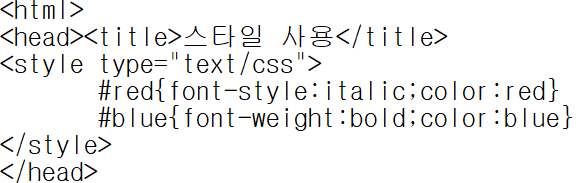 <html>
<head><title>스타일 사용</title>
<style type="text/css">
#red{font-style:italic;color:red}
#blue{font-weight:bold;color:blue}
</style>
</head>